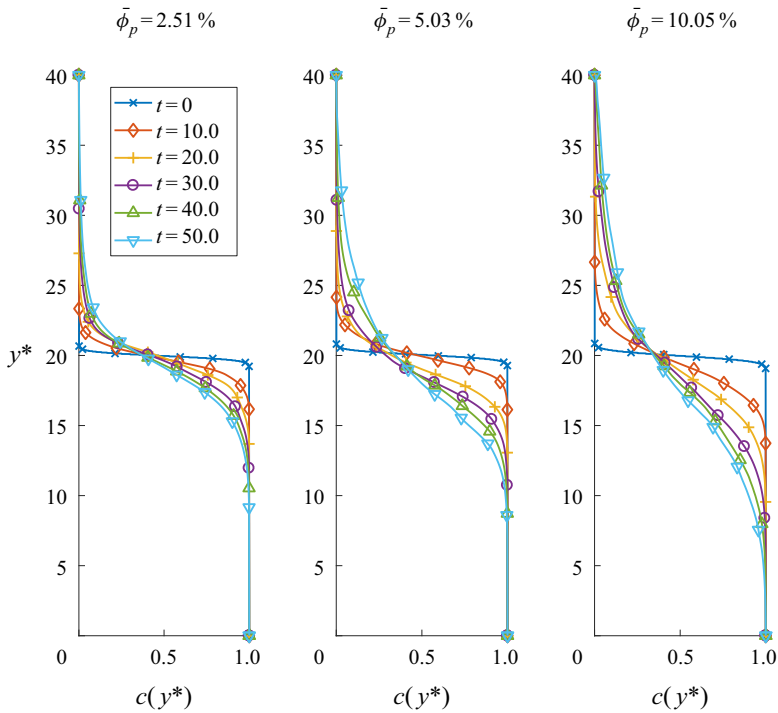 ϕ̄ₚ = 2.51 %
ϕ̄ₚ = 5.03 %
ϕ̄ₚ = 10.05 %
40
35
30
25
20
15
10
5
0
y*
t = 0
t = 10.0
t = 20.0
t = 30.0
t = 40.0
t = 50.0
0.5
1.0
c(y*)
40
35
30
25
20
15
10
5
0
0.5
1.0
c(y*)
40
35
30
25
20
15
10
5
0
0.5
1.0
c(y*)